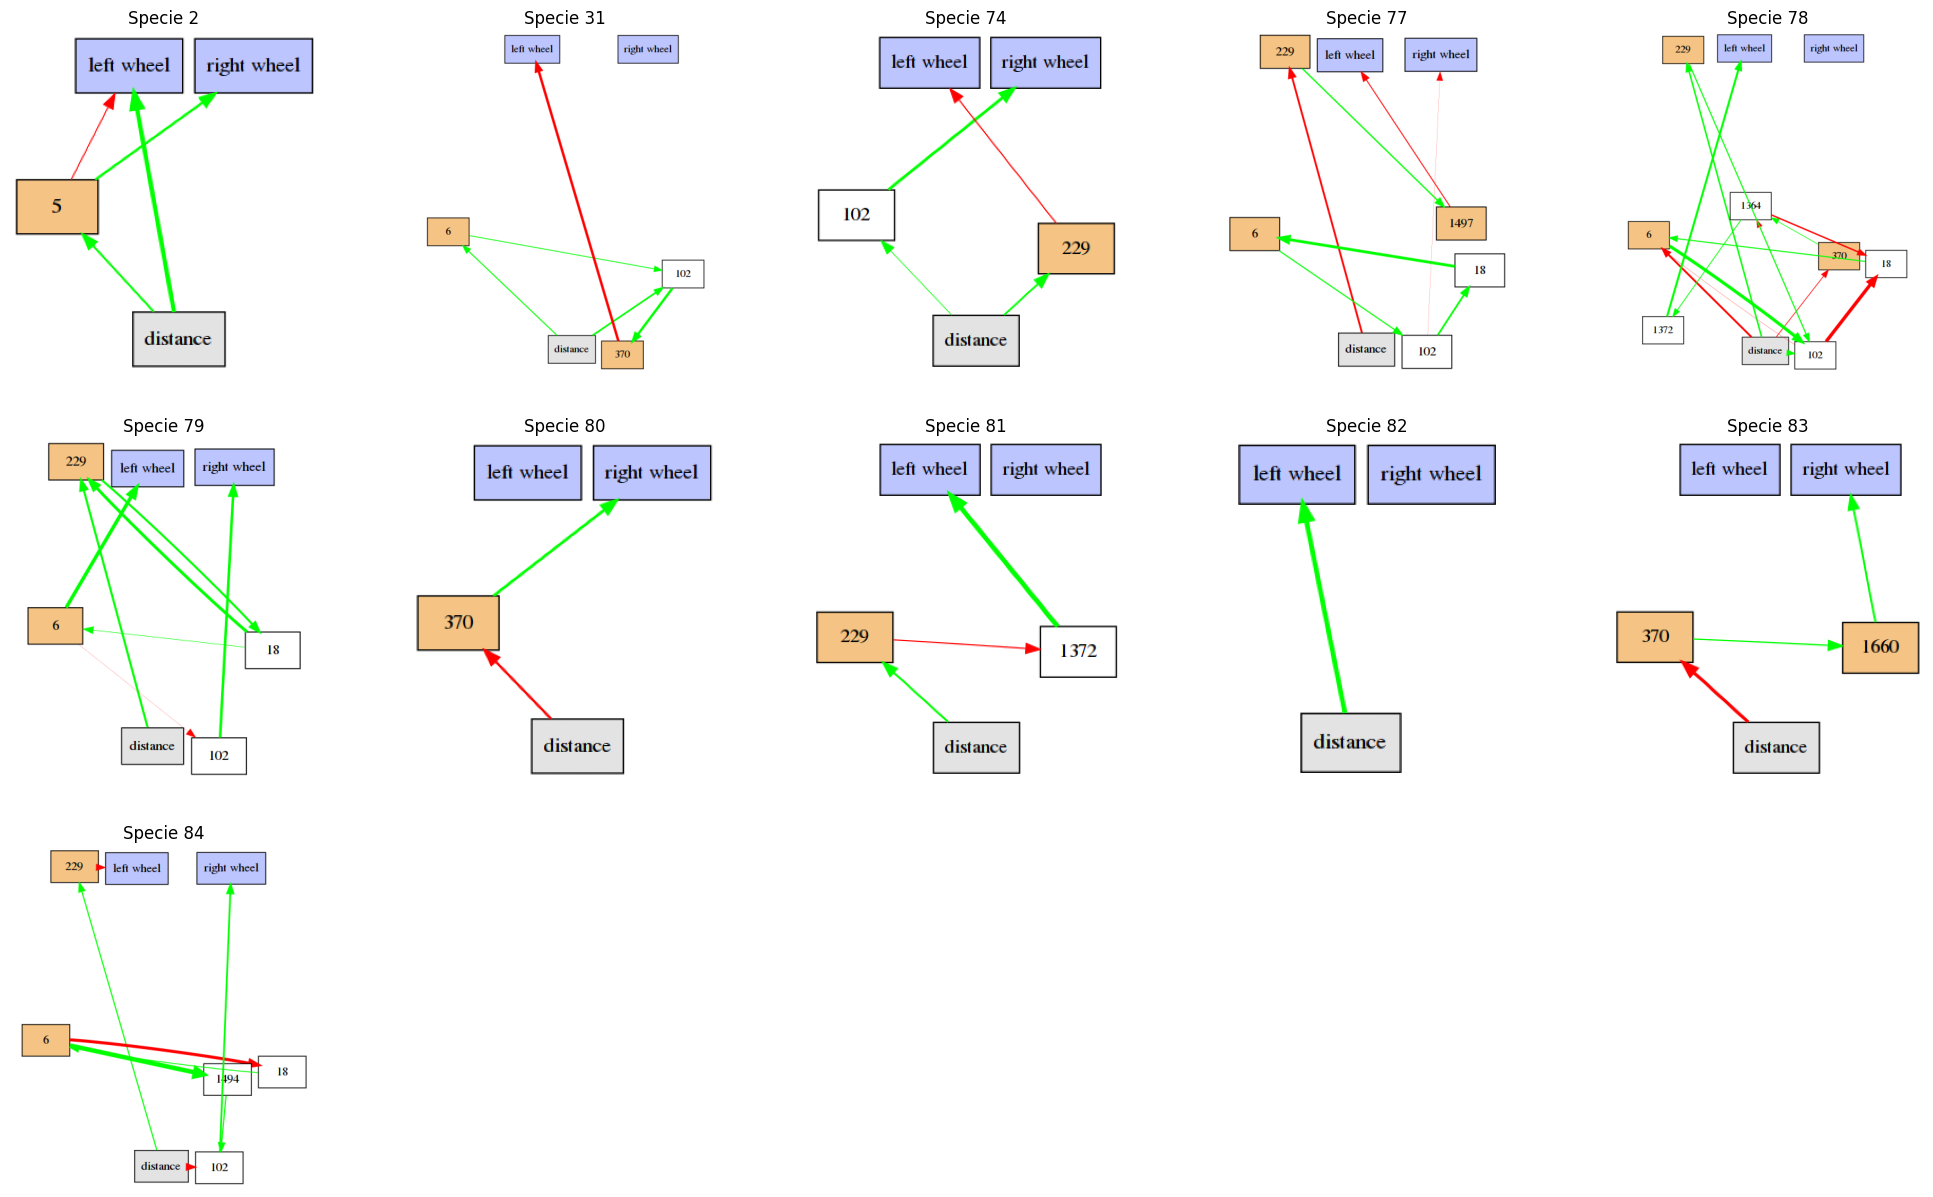 Specie 2
left wheel
right wheel
5
distance
Specie 31
left wheel
right wheel
6
102
distance
370
Specie 74
left wheel
right wheel
102
229
distance
Specie 77
229
left wheel
right wheel
6
1497
18
distance
102
Specie 78
229
left wheel
right wheel
1364
6
370
18
1372
distance
102
Specie 79
229
left wheel
right wheel
6
18
distance
102
Specie 80
left wheel
right wheel
370
distance
Specie 81
left wheel
right wheel
229
1372
distance
Specie 82
left wheel
right wheel
distance
Specie 83
left wheel
right wheel
370
1660
distance
Specie 84
229
left wheel
right wheel
6
1494
18
distance
102